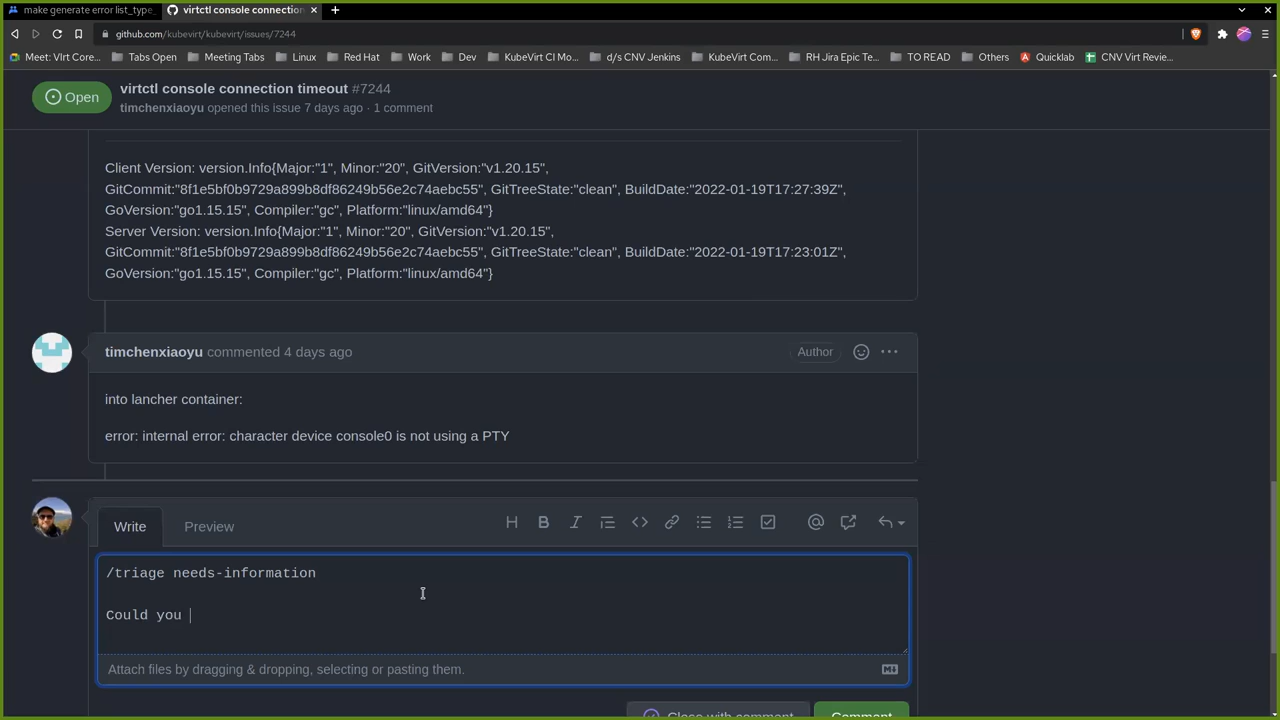 make generate error list_type_
virtctl console connection
github.com/kubevirt/kubevirt/issues/7244
Meet: VIrt Core...
Tabs Open
Meeting Tabs
Linux
Red Hat
Work
Dev
KubeVirt CI Mo...
d/s CNV Jenkins
KubeVirt Com...
RH Jira Epic Te...
TO READ
Others
Quicklab
CNV Virt Revie...
Open
virtctl console connection timeout #7244
timchenxiaoyu opened this issue 7 days ago · 1 comment
Client Version: version.Info{Major:"1", Minor:"20", GitVersion:"v1.20.15",
GitCommit:"8f1e5bf0b9729a899b8df86249b56e2c74aebc55", GitTreeState:"clean", BuildDate:"2022-01-19T17:27:39Z",
GoVersion:"go1.15.15", Compiler:"gc", Platform:"linux/amd64"}
Server Version: version.Info{Major:"1", Minor:"20", GitVersion:"v1.20.15",
GitCommit:"8f1e5bf0b9729a899b8df86249b56e2c74aebc55", GitTreeState:"clean", BuildDate:"2022-01-19T17:23:01Z",
GoVersion:"go1.15.15", Compiler:"gc", Platform:"linux/amd64"}
timchenxiaoyu commented 4 days ago
Author
into lancher container:
error: internal error: character device console0 is not using a PTY
Write
Preview
/triage needs-information
Could you
Attach files by dragging & dropping, selecting or pasting them.
Close with comment
Comment